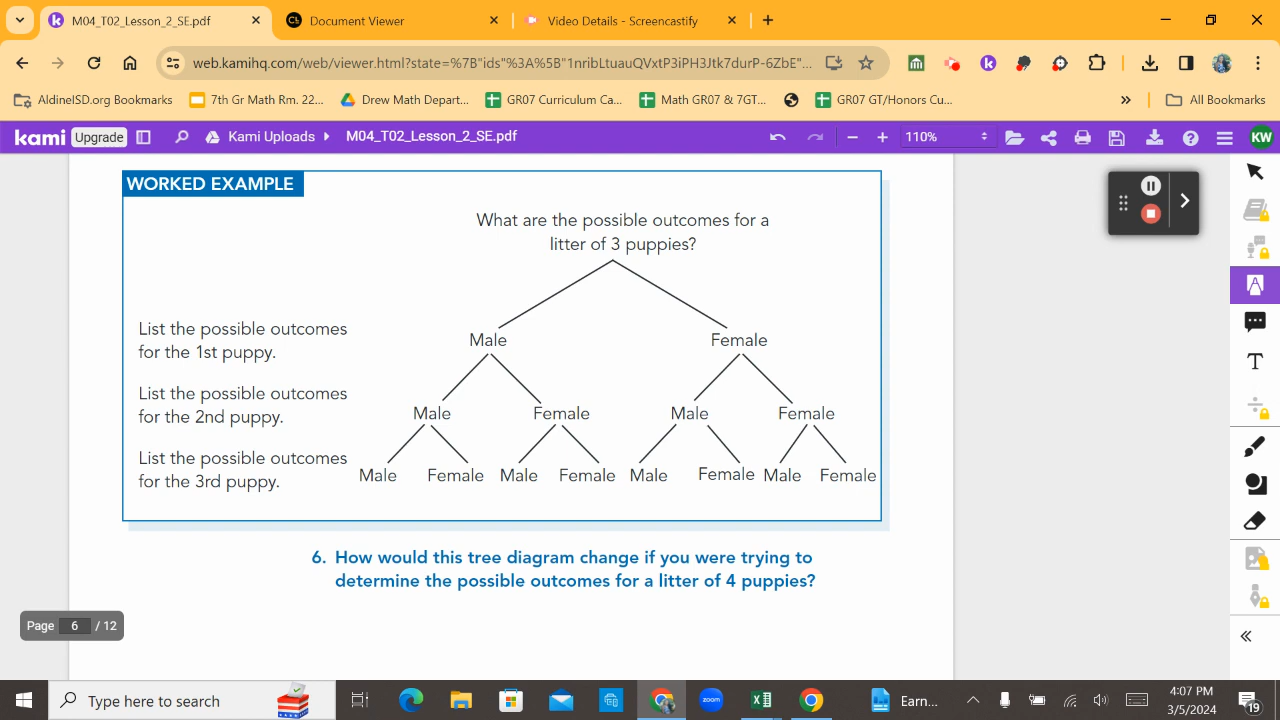 M04_T02_Lesson_2_SE.pdf
Document Viewer
Video Details - Screencastify
web.kamihq.com/web/viewer.html?state=%7B"ids"%3A%5B"1nribLtuauQVxtP3iPH3Jtk7durP-6ZbE"...
AldineISD.org Bookmarks
7th Gr Math Rm. 22...
Drew Math Depart...
GR07 Curriculum Ca...
Math GR07 & 7GT...
GR07 GT/Honors Cu...
»
All Bookmarks
kami Upgrade
Kami Uploads
M04_T02_Lesson_2_SE.pdf
110%
KW
WORKED EXAMPLE
What are the possible outcomes for a
litter of 3 puppies?
List the possible outcomes
for the 1st puppy.
Male Female
List the possible outcomes
for the 2nd puppy.
Male Female Male Female
List the possible outcomes
for the 3rd puppy.
Male Female Male Female Male Female Male Female
6. How would this tree diagram change if you were trying to
determine the possible outcomes for a litter of 4 puppies?
Page 6 / 12
Type here to search
zoom
Earn...
4:07 PM
3/5/2024
19